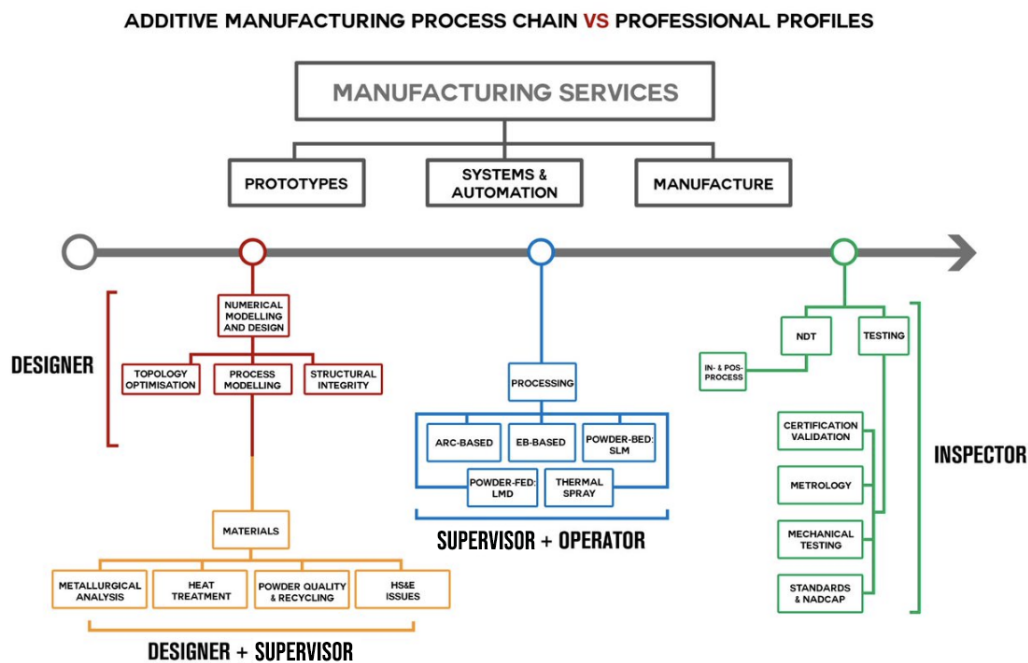 ADDITIVE MANUFACTURING PROCESS CHAIN VS PROFESSIONAL PROFILES
MANUFACTURING SERVICES
PROTOTYPES
SYSTEMS &
AUTOMATION
MANUFACTURE
DESIGNER
NUMERICAL
MODELLING
AND DESIGN
TOPOLOGY
OPTIMISATION
PROCESS
MODELLING
STRUCTURAL
INTEGRITY
MATERIALS
METALLURGICAL
ANALYSIS
HEAT
TREATMENT
POWDER QUALITY
& RECYCLING
HS&E
ISSUES
DESIGNER + SUPERVISOR
PROCESSING
ARC-BASED
EB-BASED
POWDER-BED:
SLM
POWDER-FED:
LMD
THERMAL
SPRAY
SUPERVISOR + OPERATOR
NDT
TESTING
IN- & POS-
PROCESS
CERTIFICATION
VALIDATION
METROLOGY
MECHANICAL
TESTING
STANDARDS
& NADCAP
INSPECTOR